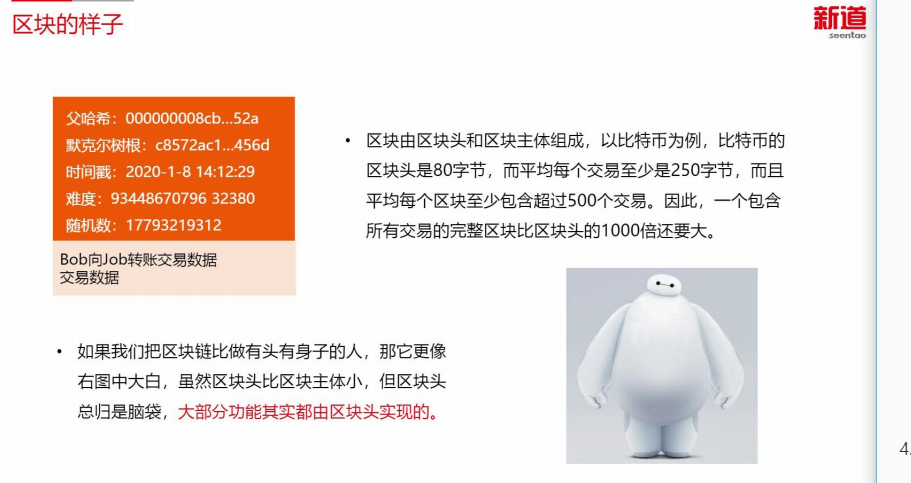 区块的样子
新道
seentao
父哈希：000000008cb...52a
默克尔树根：c8572ac1...456d
时间戳：2020-1-8 14:12:29
难度：93448670796 32380
随机数：17793219312
Bob向Job转账交易数据
交易数据
• 区块由区块头和区块主体组成，以比特币为例，比特币的
区块头是80字节，而平均每个交易至少是250字节，而且
平均每个区块至少包含超过500个交易。因此，一个包含
所有交易的完整区块比区块头的1000倍还要大。
• 如果我们把区块链比做有头有身子的人，那它更像
右图中大白，虽然区块头比区块主体小，但区块头
总归是脑袋，大部分功能其实都由区块头实现的。
4.